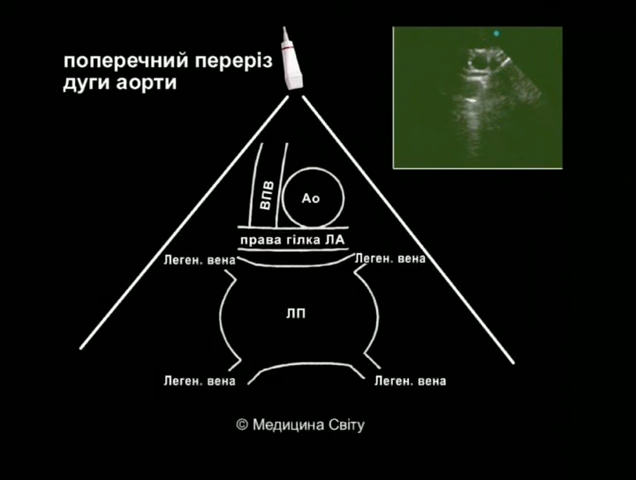 поперечний переріз
дуги аорти
ВПВ
Ао
права гілка ЛА
Леген. вена
Леген. вена
ЛП
Леген. вена
Леген. вена
© Медицина Світу